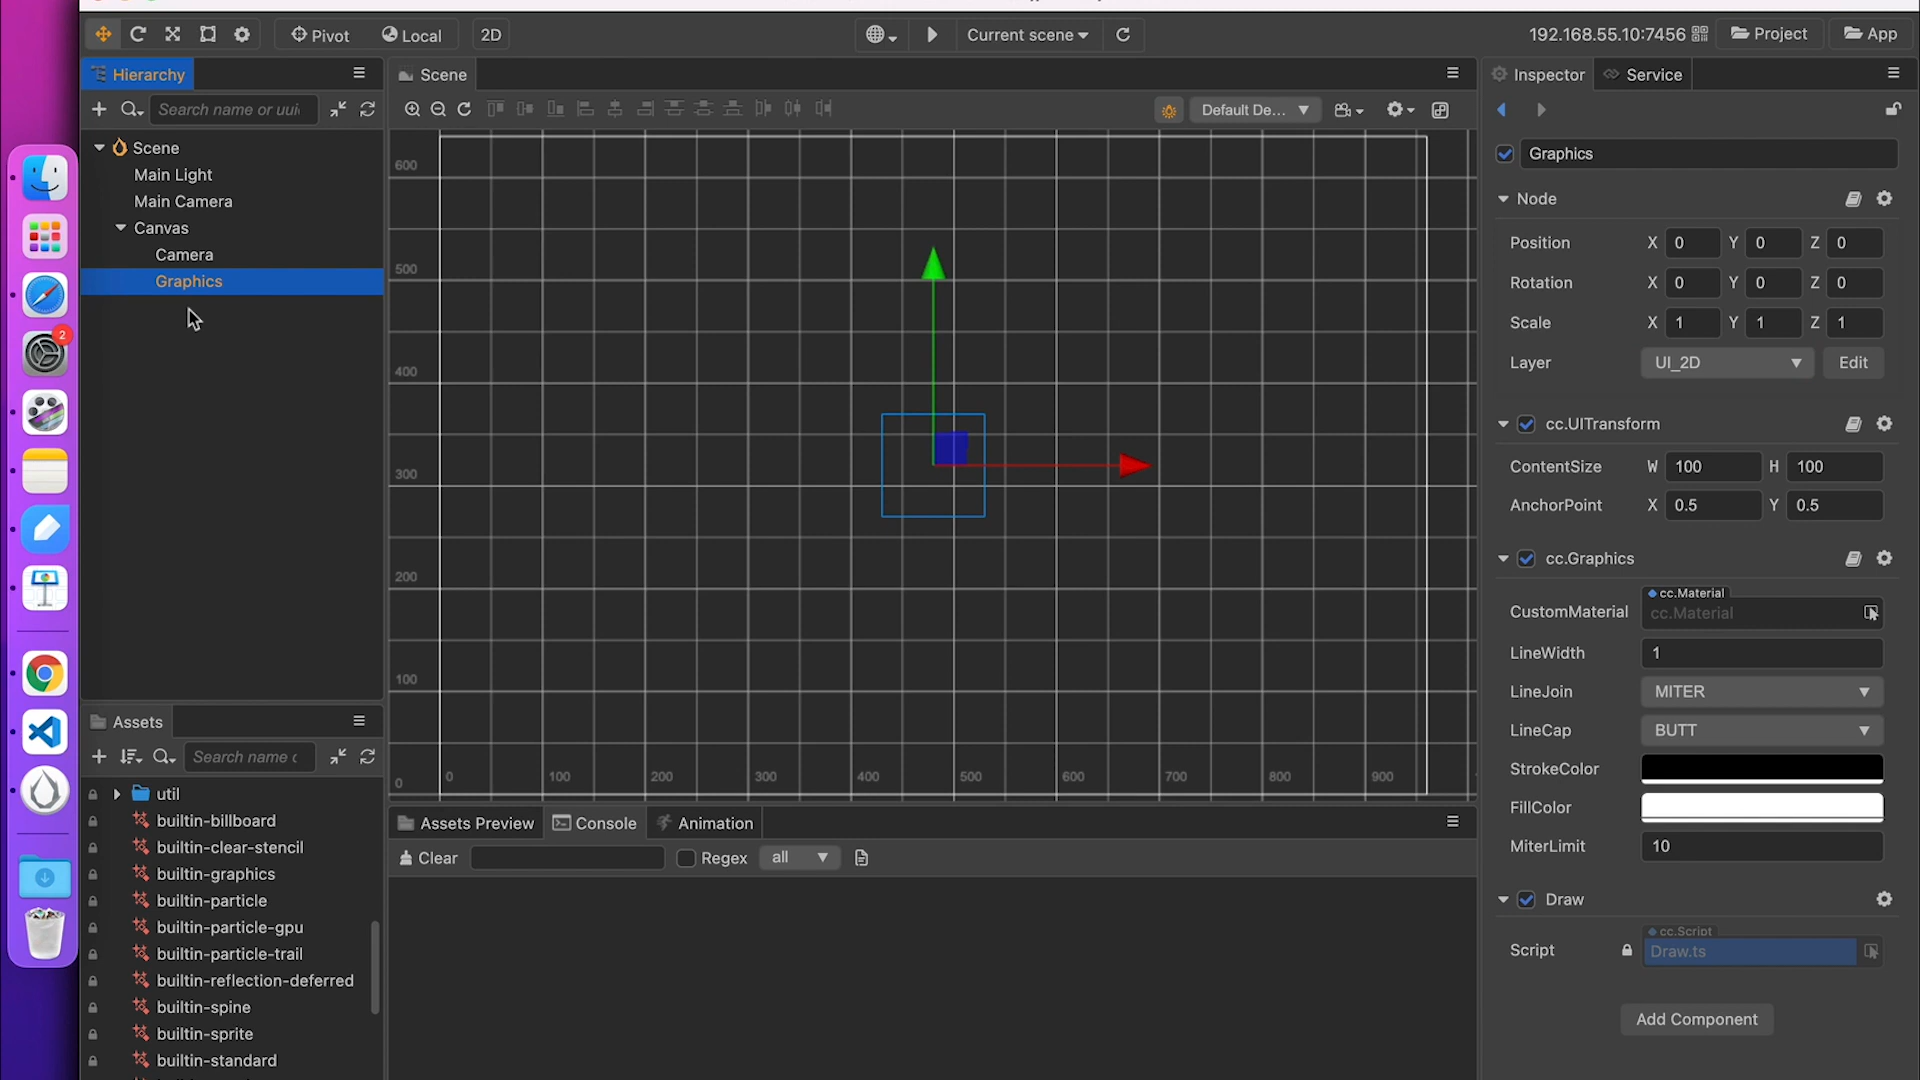 Pivot
Local
2D
Current scene
192.168.55.10:7456
Project
App
Hierarchy
Scene
Inspector
Service
Search name or uui
Default De...
Scene
Main Light
Main Camera
Canvas
Camera
Graphics
600
500
400
300
200
100
0
0 100 200 300 400 500 600 700 800 900
Graphics
Node
Position X 0 Y 0 Z 0
Rotation X 0 Y 0 Z 0
Scale X 1 Y 1 Z 1
Layer UI_2D Edit
cc.UITransform
ContentSize W 100 H 100
AnchorPoint X 0.5 Y 0.5
cc.Graphics
cc.Material
CustomMaterial cc.Material
LineWidth 1
LineJoin MITER
LineCap BUTT
StrokeColor
FillColor
MiterLimit 10
Draw
cc.Script
Script Draw.ts
Add Component
2
Assets
Search name c
util
builtin-billboard
builtin-clear-stencil
builtin-graphics
builtin-particle
builtin-particle-gpu
builtin-particle-trail
builtin-reflection-deferred
builtin-spine
builtin-sprite
builtin-standard
Assets Preview
Console
Animation
Clear
Regex
all